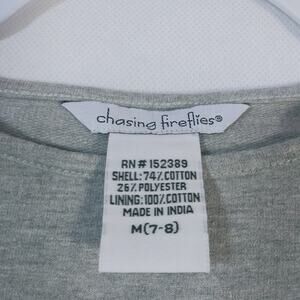 chasing fireflies®
RN# 152389
SHELL: 74% COTTON
26% POLYESTER
LINING: 100% COTTON
MADE IN INDIA
M(7-8)